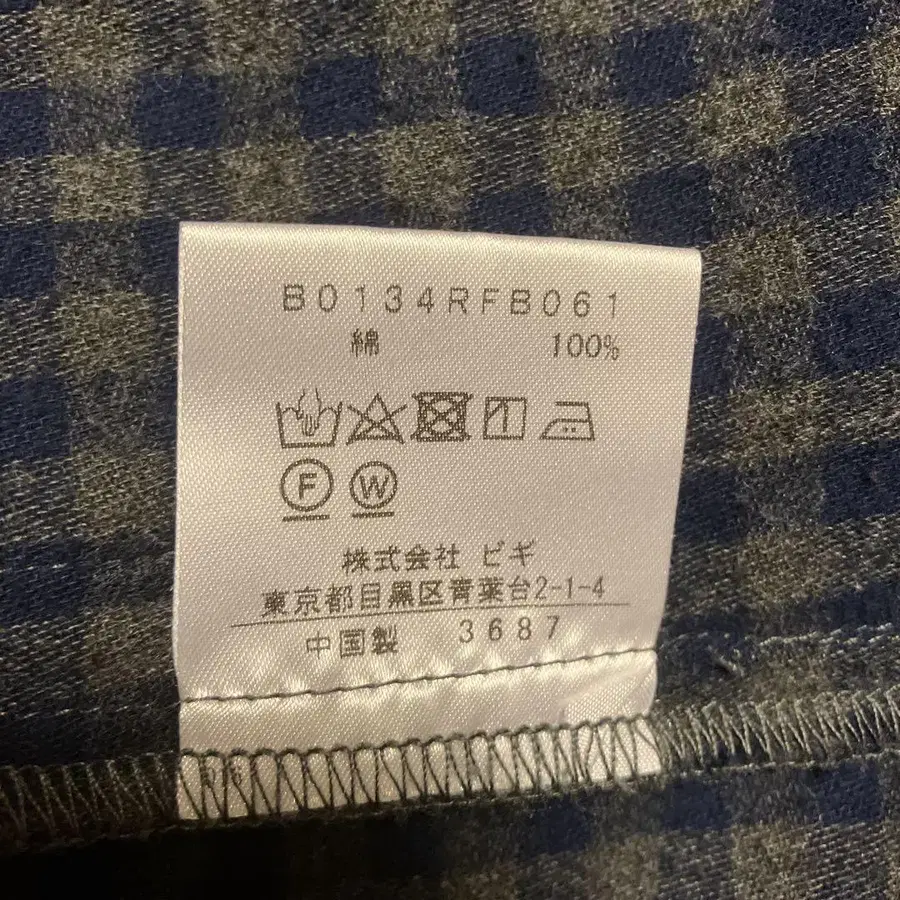 B0134RFB061
綿 100%
F W
株式会社 ビギ
東京都目黒区青葉台2-1-4
中国製 3687